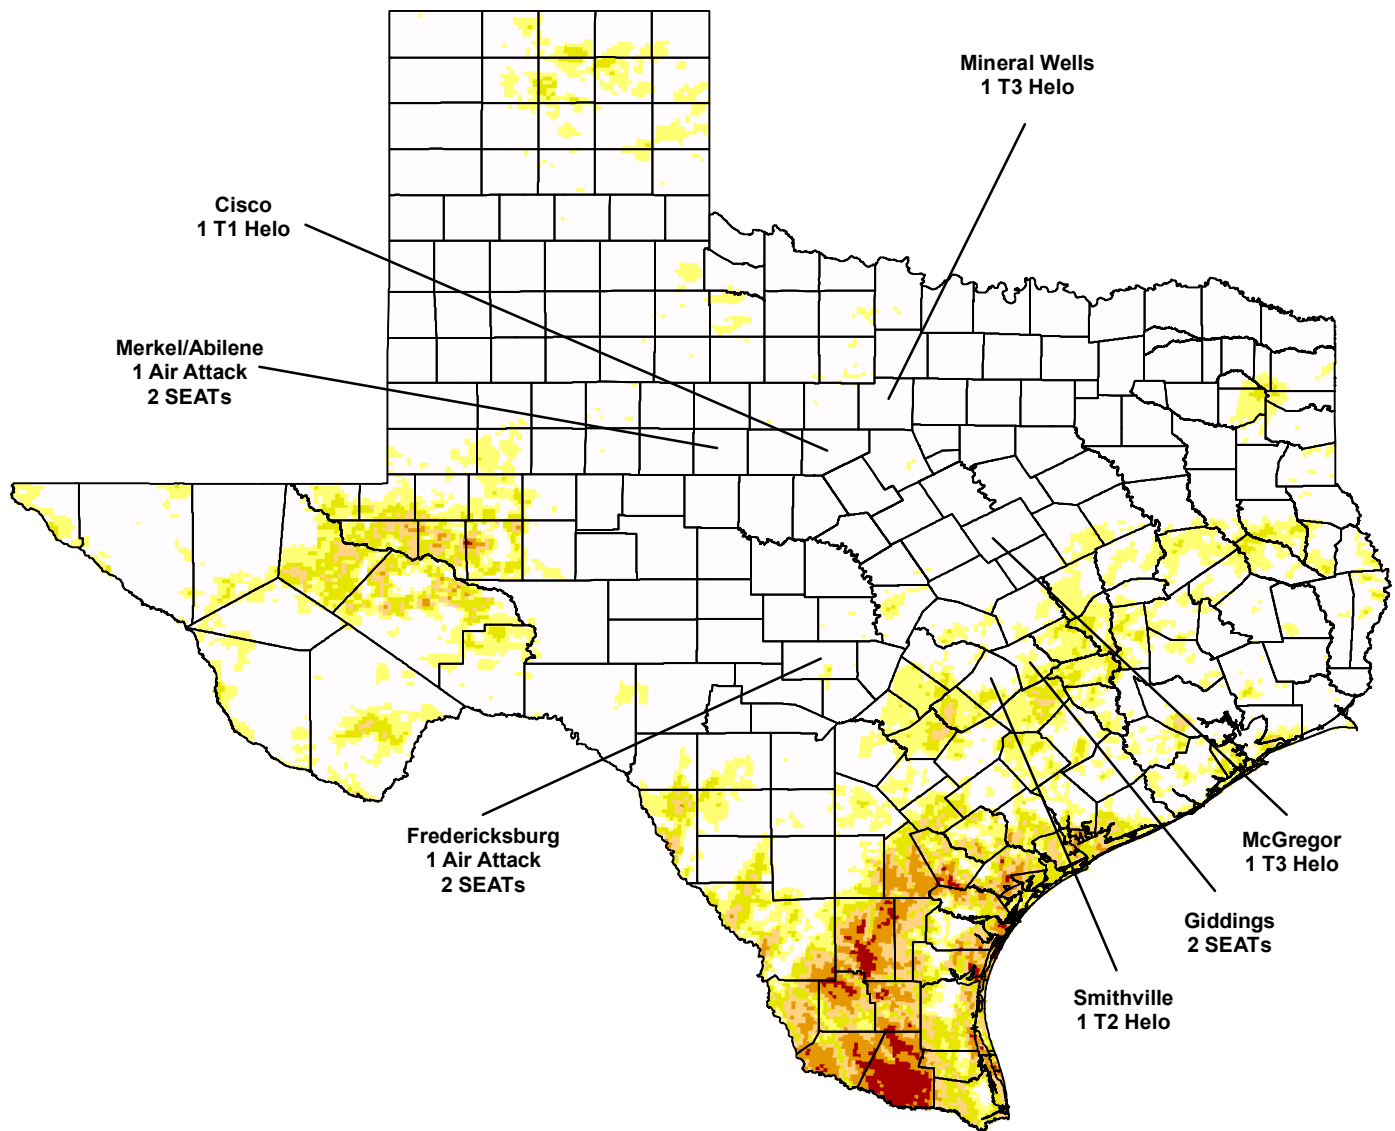 Mineral Wells
1 T3 Helo
Cisco
1 T1 Helo
Merkel/Abilene
1 Air Attack
2 SEATs
Fredericksburg
1 Air Attack
2 SEATs
McGregor
1 T3 Helo
Giddings
2 SEATs
Smithville
1 T2 Helo